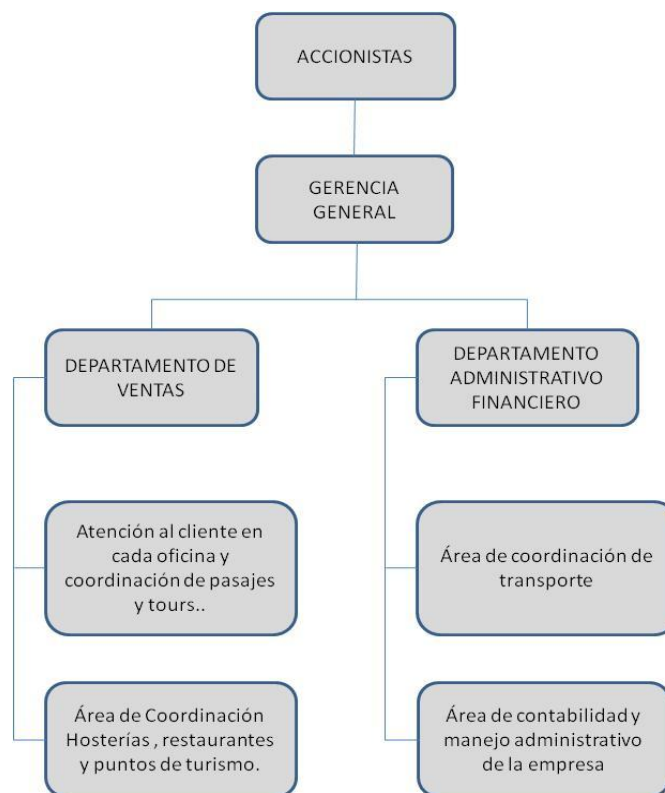 ACCIONISTAS
GERENCIA
GENERAL
DEPARTAMENTO DE
VENTAS
DEPARTAMENTO
ADMINISTRATIVO
FINANCIERO
Atención al cliente en
cada oficina y
coordinación de pasajes
y tours..
Área de coordinación de
transporte
Área de Coordinación
Hosterías , restaurantes
y puntos de turismo.
Área de contabilidad y
manejo administrativo
de la empresa